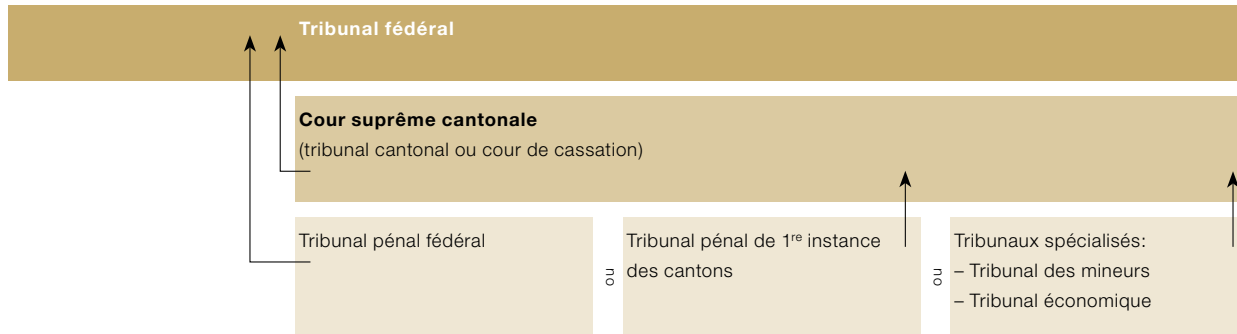 Tribunal fédéral
Cour suprême cantonale
(tribunal cantonal ou cour de cassation)
Tribunal pénal fédéral
ou
Tribunal pénal de 1re instance
des cantons
ou
Tribunaux spécialisés:
– Tribunal des mineurs
– Tribunal économique